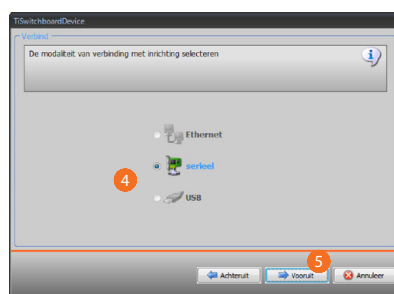 TiSwitchboardDevice
Verbind
De modaliteit van verbinding met inrichting selecteren
Ethernet
serieel
4
USB
5
Achteruit Vooruit Annuleer